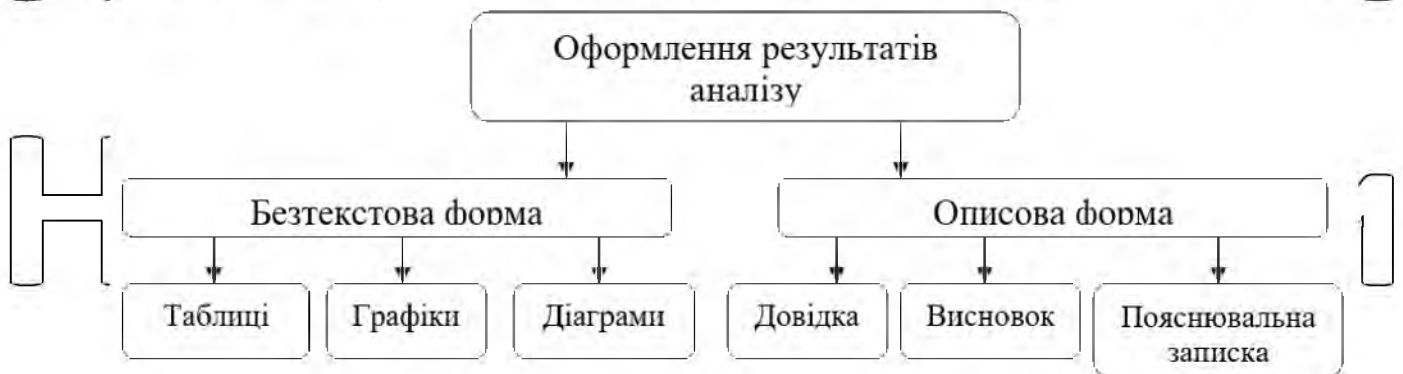 Оформлення результатів
аналізу
Безтекстова форма
Описова форма
Таблиці
Графіки
Діаграми
Довідка
Висновок
Пояснювальна
записка